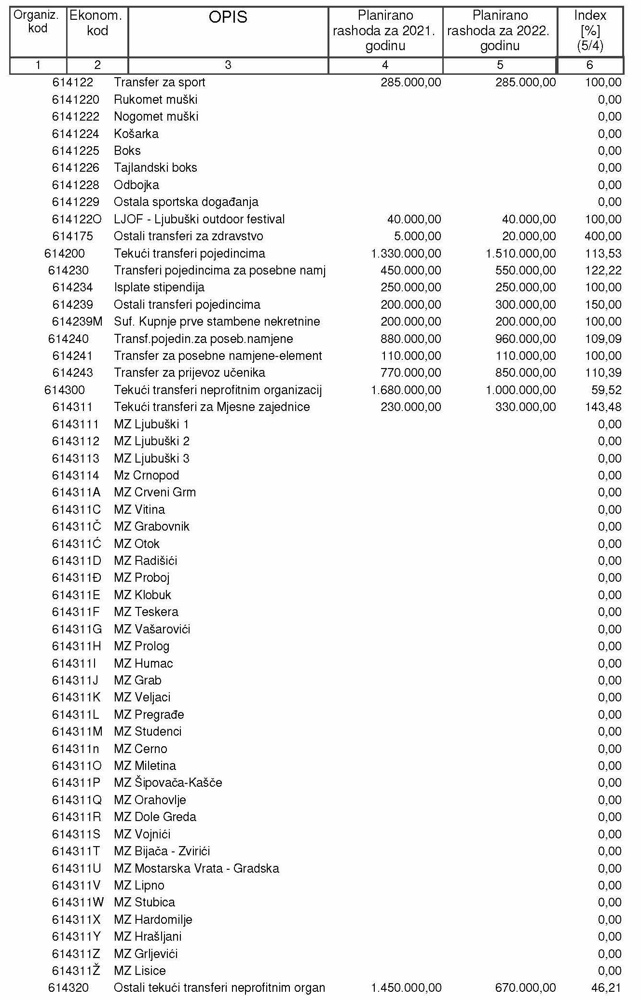 Organiz. kod Ekonom. kod OPIS Planirano rashoda za 2021. godinu Planirano rashoda za 2022. godinu Index [%] (5/4)
1 2 3 4 5 6
614122 Transfer za sport 285.000,00 285.000,00 100,00
6141220 Rukomet muški 0,00
6141222 Nogomet muški 0,00
6141224 Košarka 0,00
6141225 Boks 0,00
6141226 Tajlandski boks 0,00
6141228 Odbojka 0,00
6141229 Ostala sportska događanja 0,00
614122O LJOF - Ljubuški outdoor festival 40.000,00 40.000,00 100,00
614175 Ostali transferi za zdravstvo 5.000,00 20.000,00 400,00
614200 Tekući transferi pojedincima 1.330.000,00 1.510.000,00 113,53
614230 Transferi pojedincima za posebne namj 450.000,00 550.000,00 122,22
614234 Isplate stipendija 250.000,00 250.000,00 100,00
614239 Ostali transferi pojedincima 200.000,00 300.000,00 150,00
614239M Suf. Kupnje prve stambene nekretnine 200.000,00 200.000,00 100,00
614240 Transf.pojedin.za poseb.namjene 880.000,00 960.000,00 109,09
614241 Transfer za posebne namjene-element 110.000,00 110.000,00 100,00
614243 Transfer za prijevoz učenika 770.000,00 850.000,00 110,39
614300 Tekući transferi neprofitnim organizacij 1.680.000,00 1.000.000,00 59,52
614311 Tekući transferi za Mjesne zajednice 230.000,00 330.000,00 143,48
6143111 MZ Ljubuški 1 0,00
6143112 MZ Ljubuški 2 0,00
6143113 MZ Ljubuški 3 0,00
6143114 Mz Crnopod 0,00
614311A MZ Crveni Grm 0,00
614311C MZ Vitina 0,00
614311Č MZ Grabovnik 0,00
614311Ć MZ Otok 0,00
614311D MZ Radišići 0,00
614311Đ MZ Proboj 0,00
614311E MZ Klobuk 0,00
614311F MZ Teskera 0,00
614311G MZ Vašarovići 0,00
614311H MZ Prolog 0,00
614311I MZ Humac 0,00
614311J MZ Grab 0,00
614311K MZ Veljaci 0,00
614311L MZ Pregrađe 0,00
614311M MZ Studenci 0,00
614311n MZ Cerno 0,00
614311O MZ Miletina 0,00
614311P MZ Šipovača-Kašče 0,00
614311Q MZ Orahovlje 0,00
614311R MZ Dole Greda 0,00
614311S MZ Vojnići 0,00
614311T MZ Bijača - Zvirići 0,00
614311U MZ Mostarska Vrata - Gradska 0,00
614311V MZ Lipno 0,00
614311W MZ Stubica 0,00
614311X MZ Hardomilje 0,00
614311Y MZ Hrašljani 0,00
614311Z MZ Grljevići 0,00
614311Ž MZ Lisice 0,00
614320 Ostali tekući transferi neprofitnim organ 1.450.000,00 670.000,00 46,21